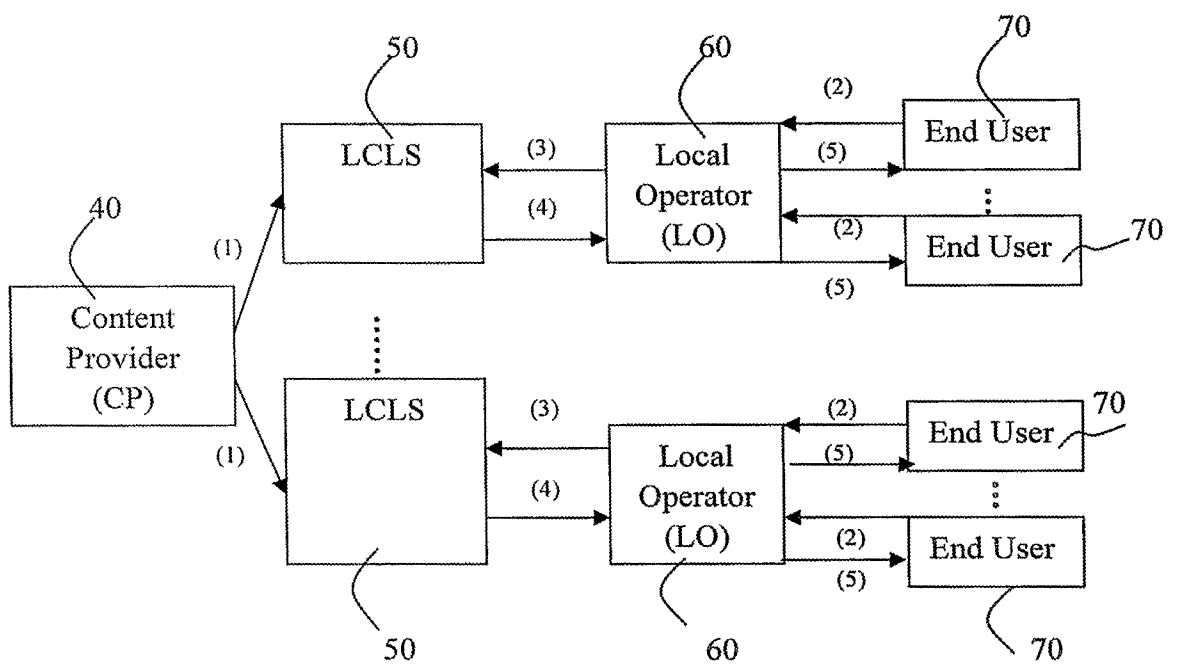 50
60
70
(2)
End User
LCLS
(3)
Local
Operator
(LO)
(5)
40
(1)
(4)
(2)
End User
70
(5)
Content
Provider
(CP)
LCLS
(1)
(3)
(4)
Local
Operator
(LO)
(2)
End User
70
(5)
(2)
End User
(5)
50
60
70